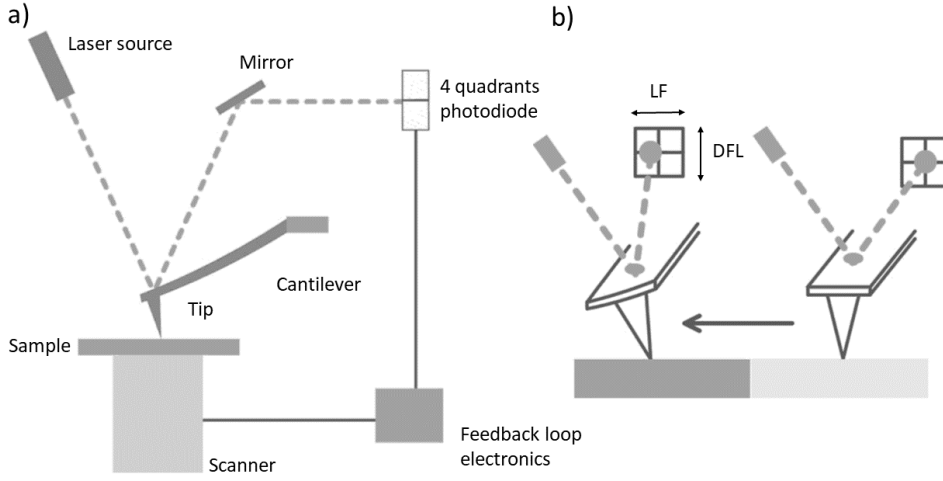 a)
Laser source
Mirror
4 quadrants
photodiode
Cantilever
Tip
Sample
Feedback loop
electronics
Scanner
b)
LF
DFL